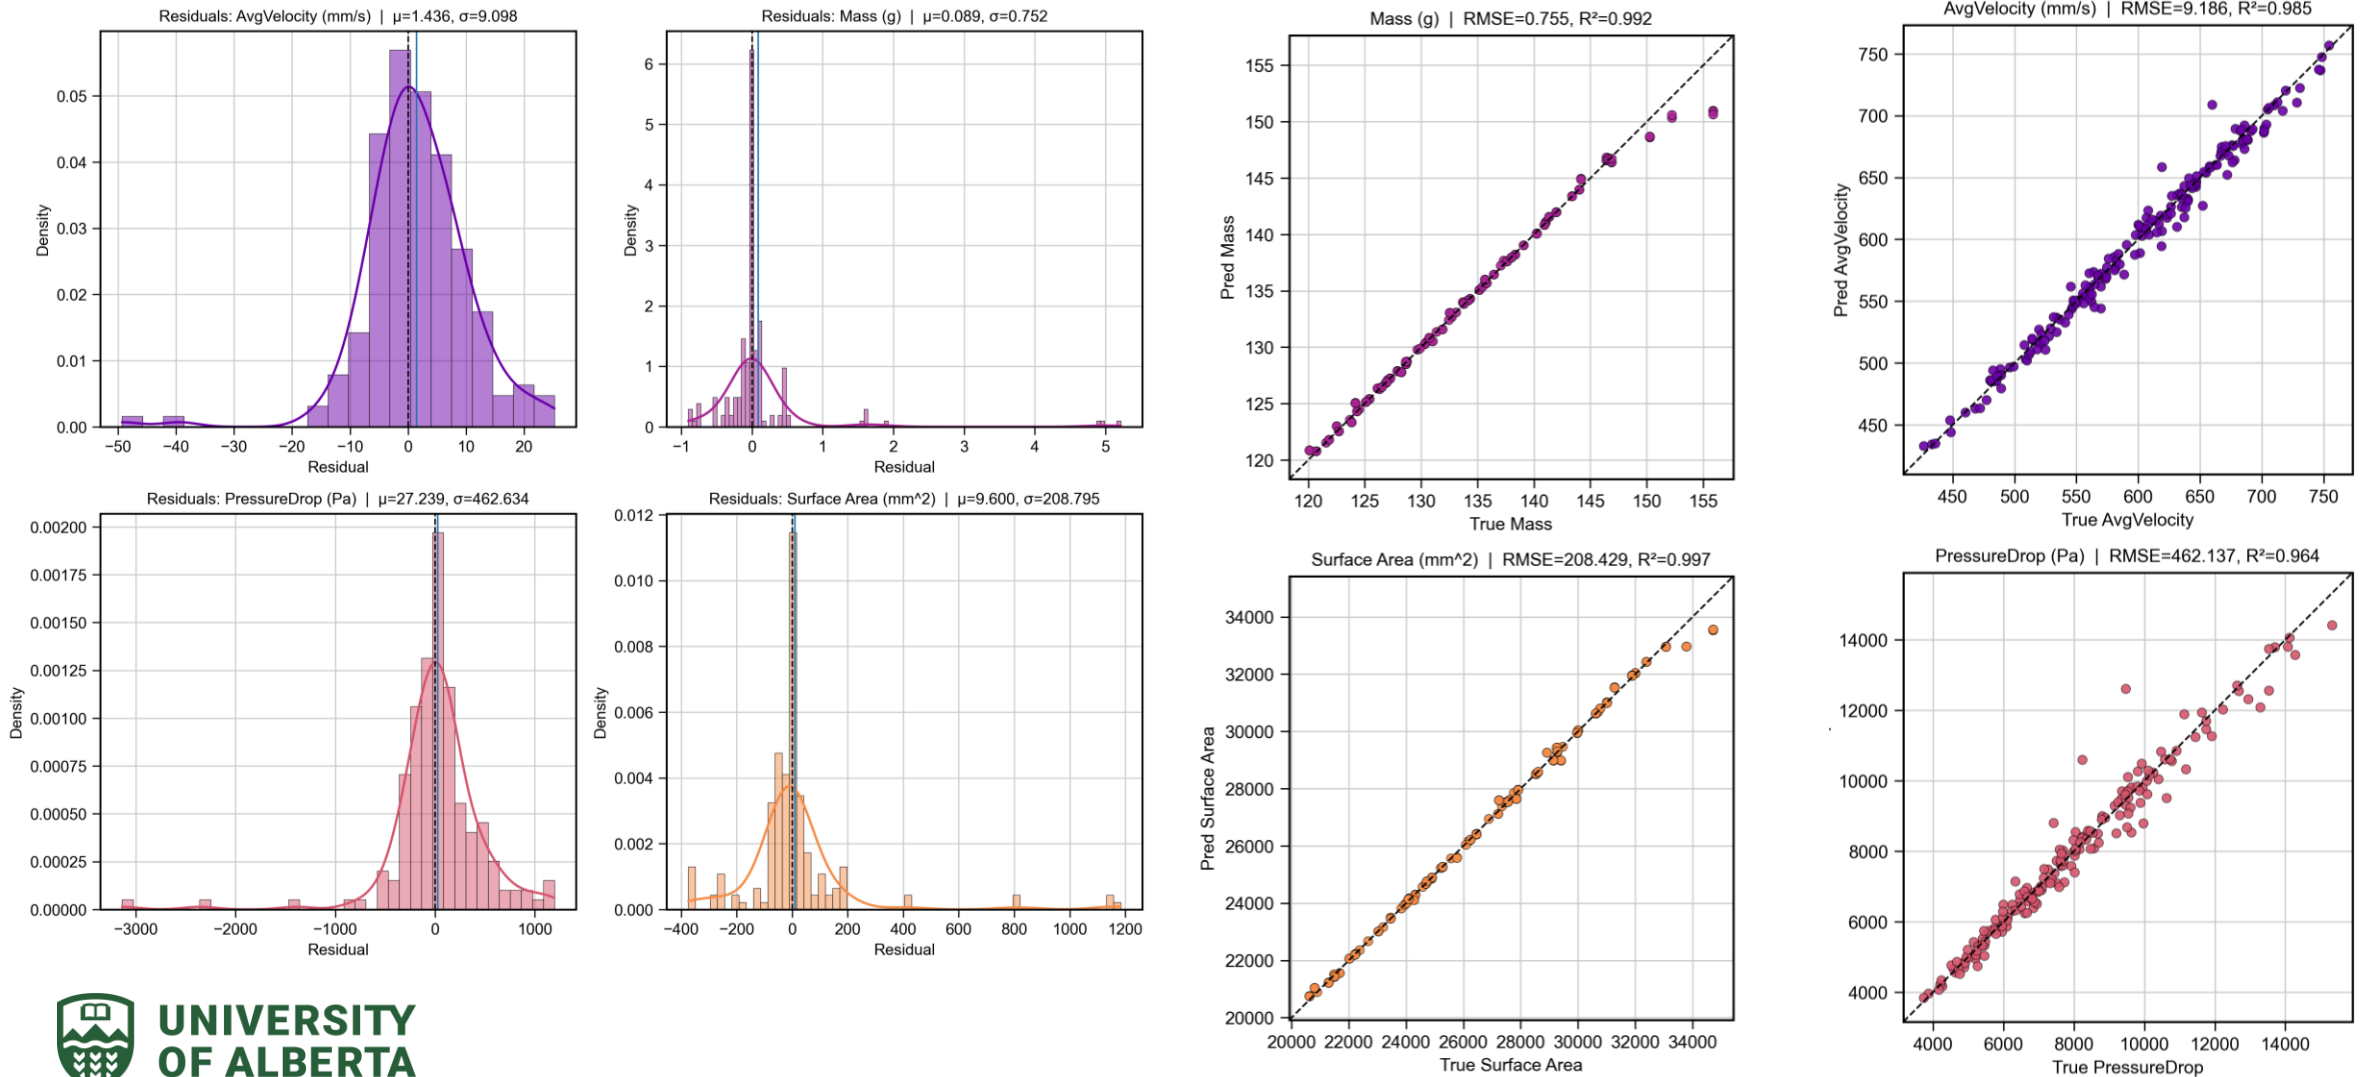 Residuals: AvgVelocity (mm/s) | μ=1.436, σ=9.098
0.05
0.04
0.03
0.02
0.01
0.00
Density
−50 −40 −30 −20 −10 0 10 20
Residual
Residuals: Mass (g) | μ=0.089, σ=0.752
6
5
4
3
2
1
0
Density
−1 0 1 2 3 4 5
Residual
Mass (g) | RMSE=0.755, R²=0.992
155
150
145
140
135
130
125
120
Pred Mass
120 125 130 135 140 145 150 155
True Mass
AvgVelocity (mm/s) | RMSE=9.186, R²=0.985
750
700
650
600
550
500
450
Pred AvgVelocity
450 500 550 600 650 700 750
True AvgVelocity
Residuals: PressureDrop (Pa) | μ=27.239, σ=462.634
0.00200
0.00175
0.00150
0.00125
0.00100
0.00075
0.00050
0.00025
0.00000
Density
−3000 −2000 −1000 0 1000
Residual
Residuals: Surface Area (mm^2) | μ=9.600, σ=208.795
0.012
0.010
0.008
0.006
0.004
0.002
0.000
Density
−400 −200 0 200 400 600 800 1000 1200
Residual
Surface Area (mm^2) | RMSE=208.429, R²=0.997
34000
32000
30000
28000
26000
24000
22000
20000
Pred Surface Area
20000 22000 24000 26000 28000 30000 32000 34000
True Surface Area
PressureDrop (Pa) | RMSE=462.137, R²=0.964
14000
12000
10000
8000
6000
4000
4000 6000 8000 10000 12000 14000
True PressureDrop
UNIVERSITY
OF ALBERTA